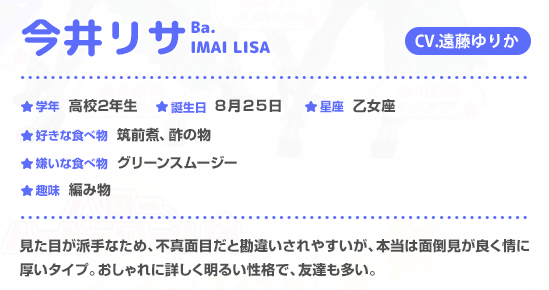 今井リサ Ba. IMAI LISA CV.遠藤ゆりか
★学年 高校2年生 ★誕生日 8月25日 ★星座 乙女座
★好きな食べ物 筑前煮、酢の物
★嫌いな食べ物 グリーンスムージー
★趣味 編み物
見た目が派手なため、不真面目だと勘違いされやすいが、本当は面倒見が良く情に
厚いタイプ。おしゃれに詳しく明るい性格で、友達も多い。